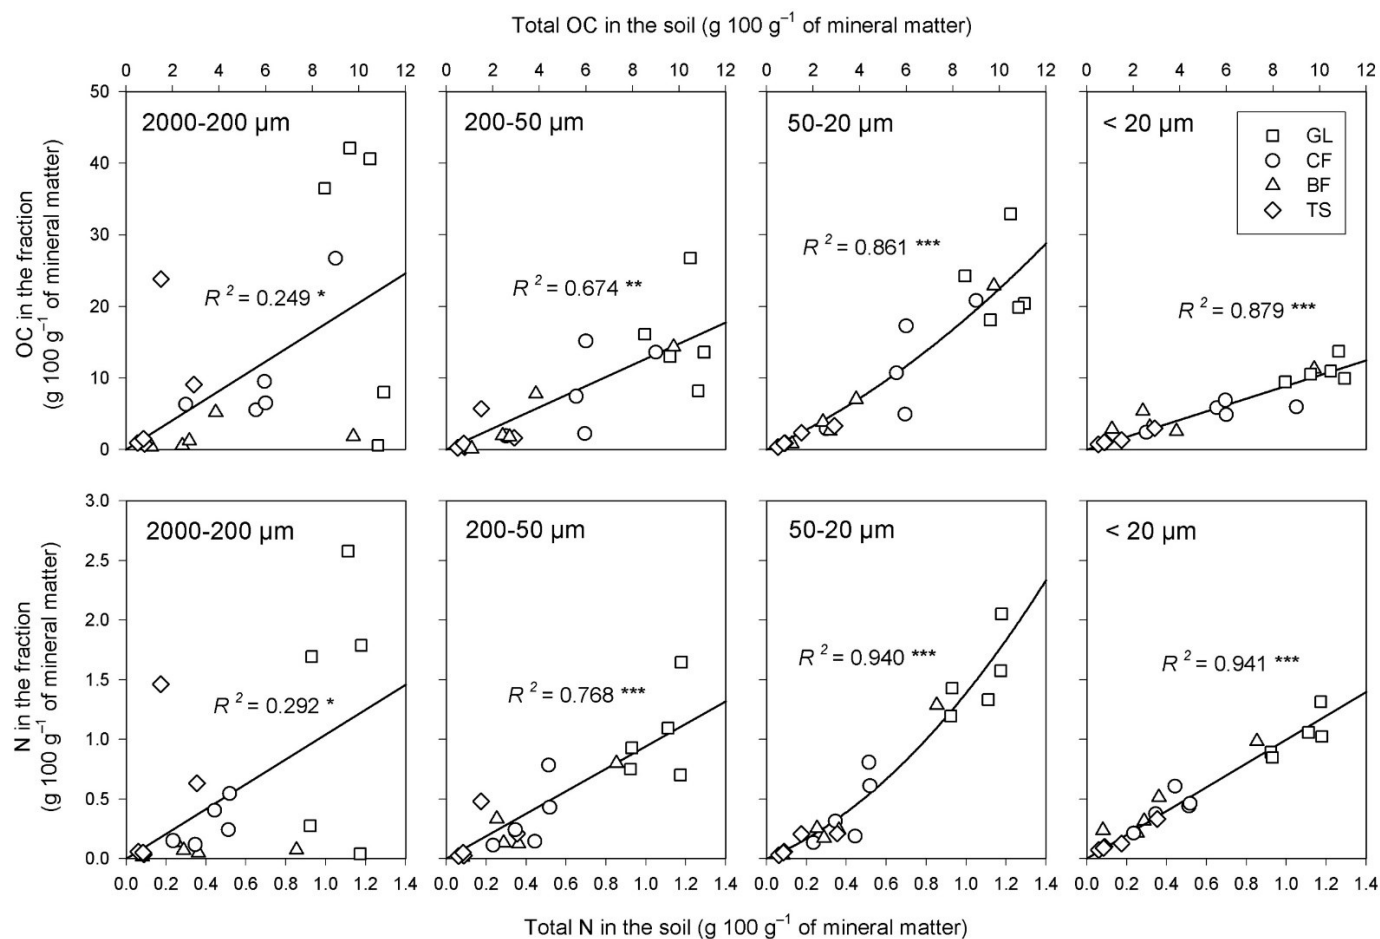 Total OC in the soil (g 100 g⁻¹ of mineral matter)
0 2 4 6 8 10 12 0 2 4 6 8 10 12 0 2 4 6 8 10 12 0 2 4 6 8 10 12
OC in the fraction
(g 100 g⁻¹ of mineral matter)
50
40
30
20
10
0
2000-200 µm
R² = 0.249 *
200-50 µm
R² = 0.674 **
50-20 µm
R² = 0.861 ***
< 20 µm
GL
CF
BF
TS
R² = 0.879 ***
N in the fraction
(g 100 g⁻¹ of mineral matter)
3.0
2.5
2.0
1.5
1.0
0.5
0.0
2000-200 µm
R² = 0.292 *
200-50 µm
R² = 0.768 ***
50-20 µm
R² = 0.940 ***
< 20 µm
R² = 0.941 ***
0.0 0.2 0.4 0.6 0.8 1.0 1.2 1.4 0.0 0.2 0.4 0.6 0.8 1.0 1.2 1.4 0.0 0.2 0.4 0.6 0.8 1.0 1.2 1.4 0.0 0.2 0.4 0.6 0.8 1.0 1.2 1.4
Total N in the soil (g 100 g⁻¹ of mineral matter)